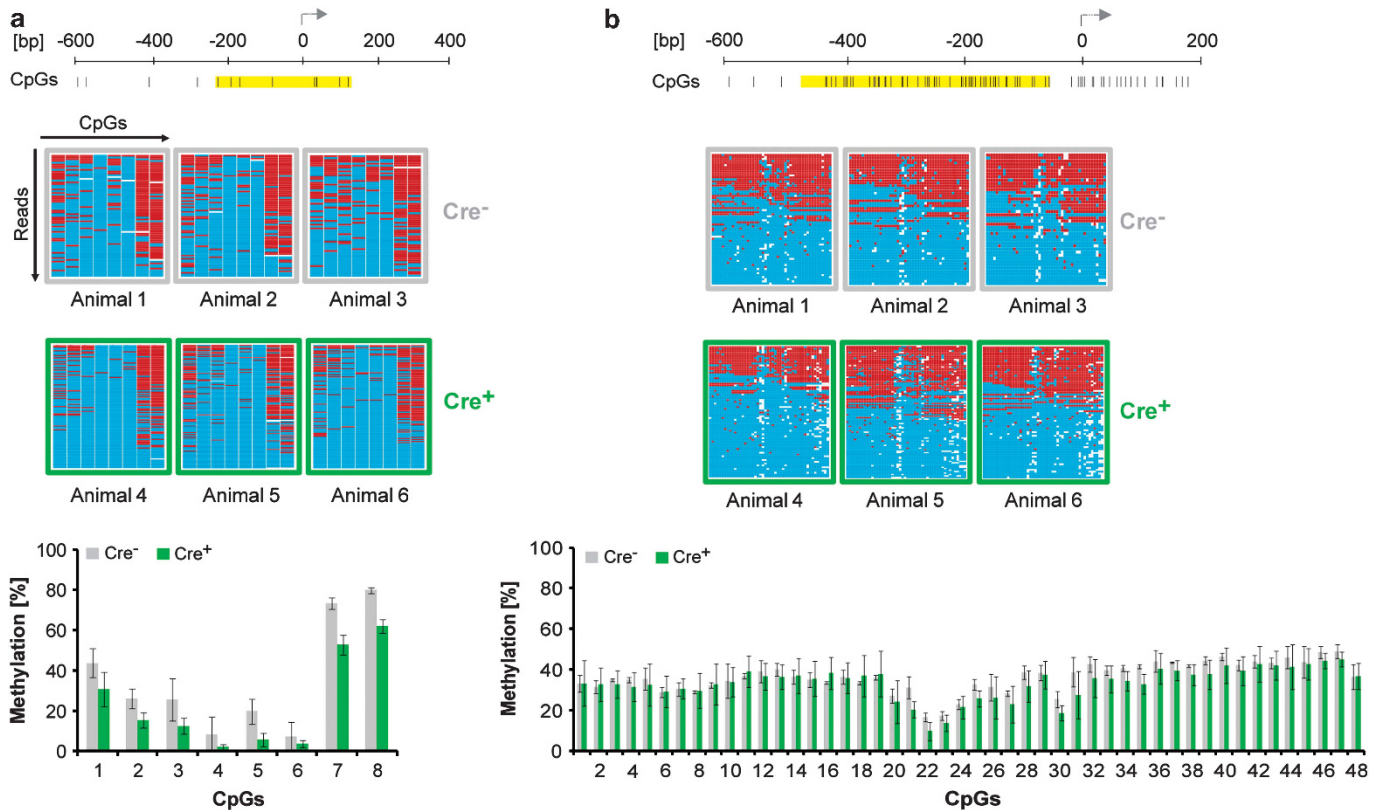 a
[bp] -600 -400 -200 0 200 400
CpGs
CpGs
Reads
Cre-
Animal 1 Animal 2 Animal 3
Cre+
Animal 4 Animal 5 Animal 6
Cre- Cre+
Methylation [%]
100
80
60
40
20
0
1 2 3 4 5 6 7 8
CpGs
b
[bp] -600 -400 -200 0 200
CpGs
Cre-
Animal 1 Animal 2 Animal 3
Cre+
Animal 4 Animal 5 Animal 6
Cre- Cre+
Methylation [%]
100
80
60
40
20
0
2 4 6 8 10 12 14 16 18 20 22 24 26 28 30 32 34 36 38 40 42 44 46 48
CpGs